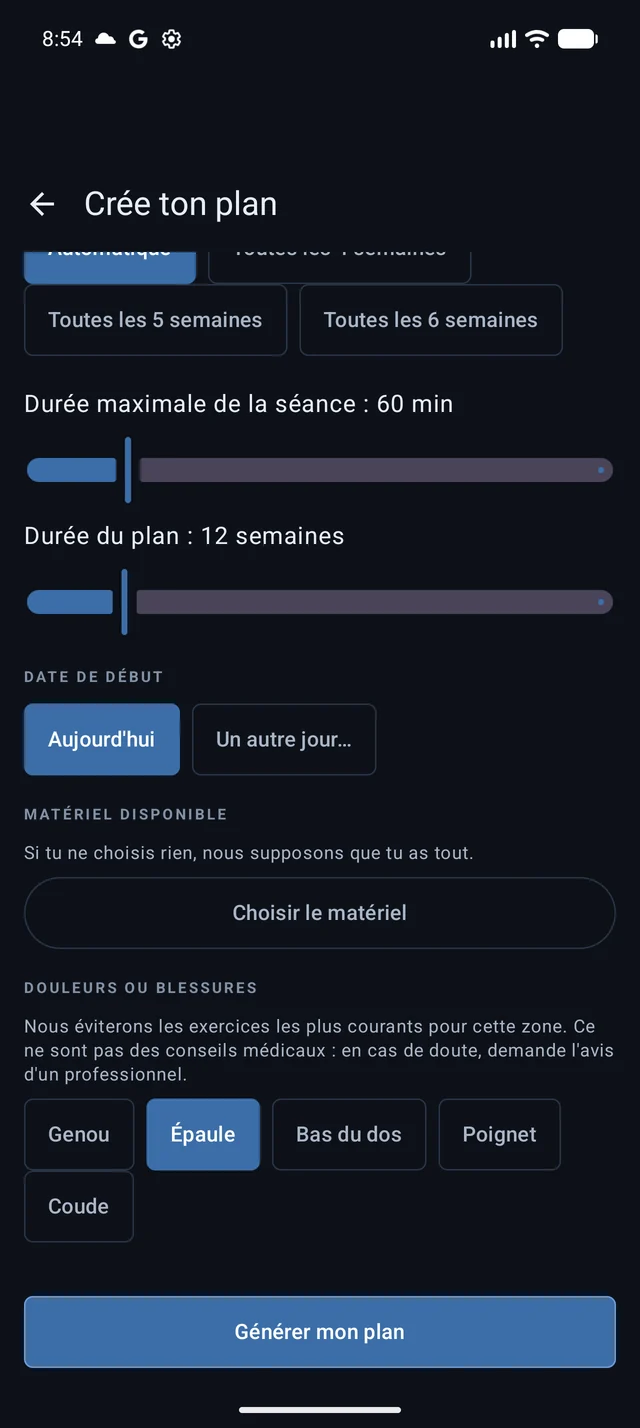 8:54
Crée ton plan
Automatique
Toutes les 5 semaines
Toutes les 6 semaines
Durée maximale de la séance : 60 min
Durée du plan : 12 semaines
DATE DE DÉBUT
Aujourd'hui
Un autre jour...
MATÉRIEL DISPONIBLE
Si tu ne choisis rien, nous supposons que tu as tout.
Choisir le matériel
DOULEURS OU BLESSURES
Nous éviterons les exercices les plus courants pour cette zone. Ce
ne sont pas des conseils médicaux : en cas de doute, demande l'avis
d'un professionnel.
Genou
Épaule
Bas du dos
Poignet
Coude
Générer mon plan